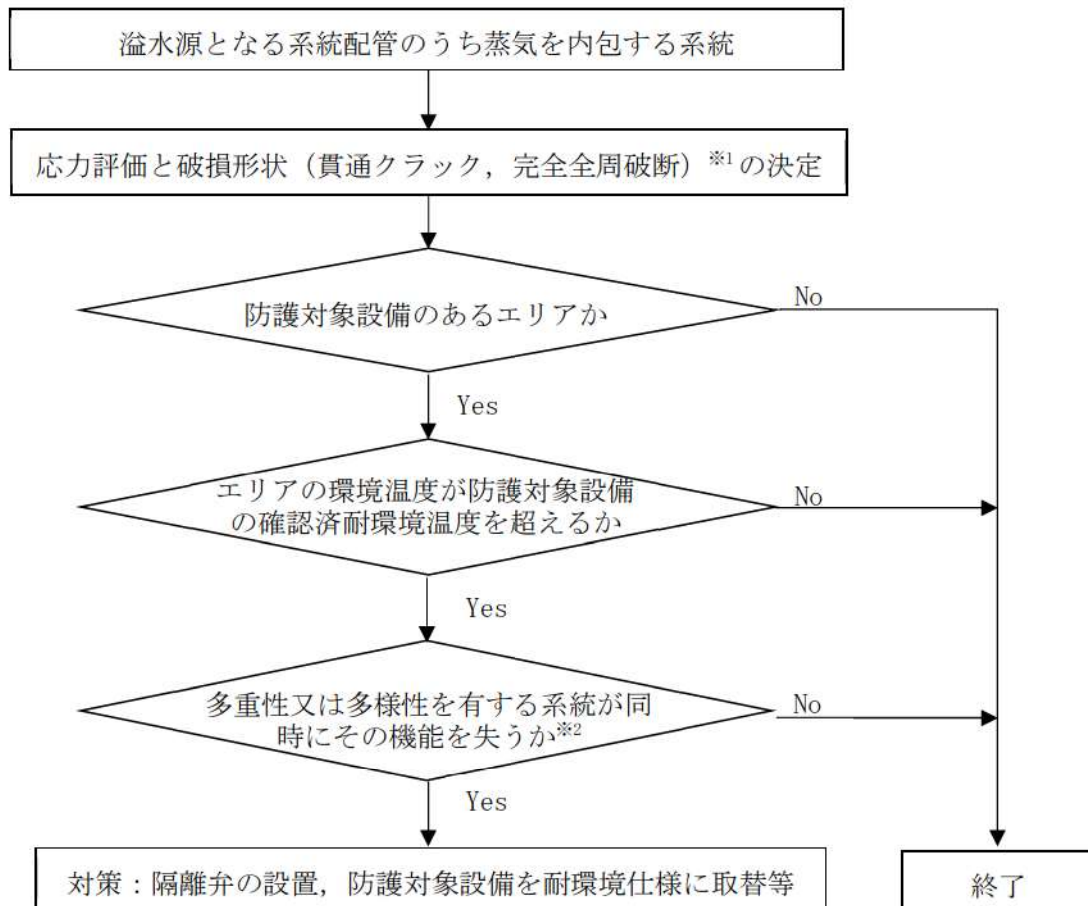 溢水源となる系統配管のうち蒸気を内包する系統
応力評価と破損形状（貫通クラック，完全全周破断）※1の決定
防護対象設備のあるエリアか
No
Yes
エリアの環境温度が防護対象設備
の確認済耐環境温度を超えるか
No
Yes
多重性又は多様性を有する系統が同
時にその機能を失うか※2
No
Yes
対策：隔離弁の設置，防護対象設備を耐環境仕様に取替等
終了